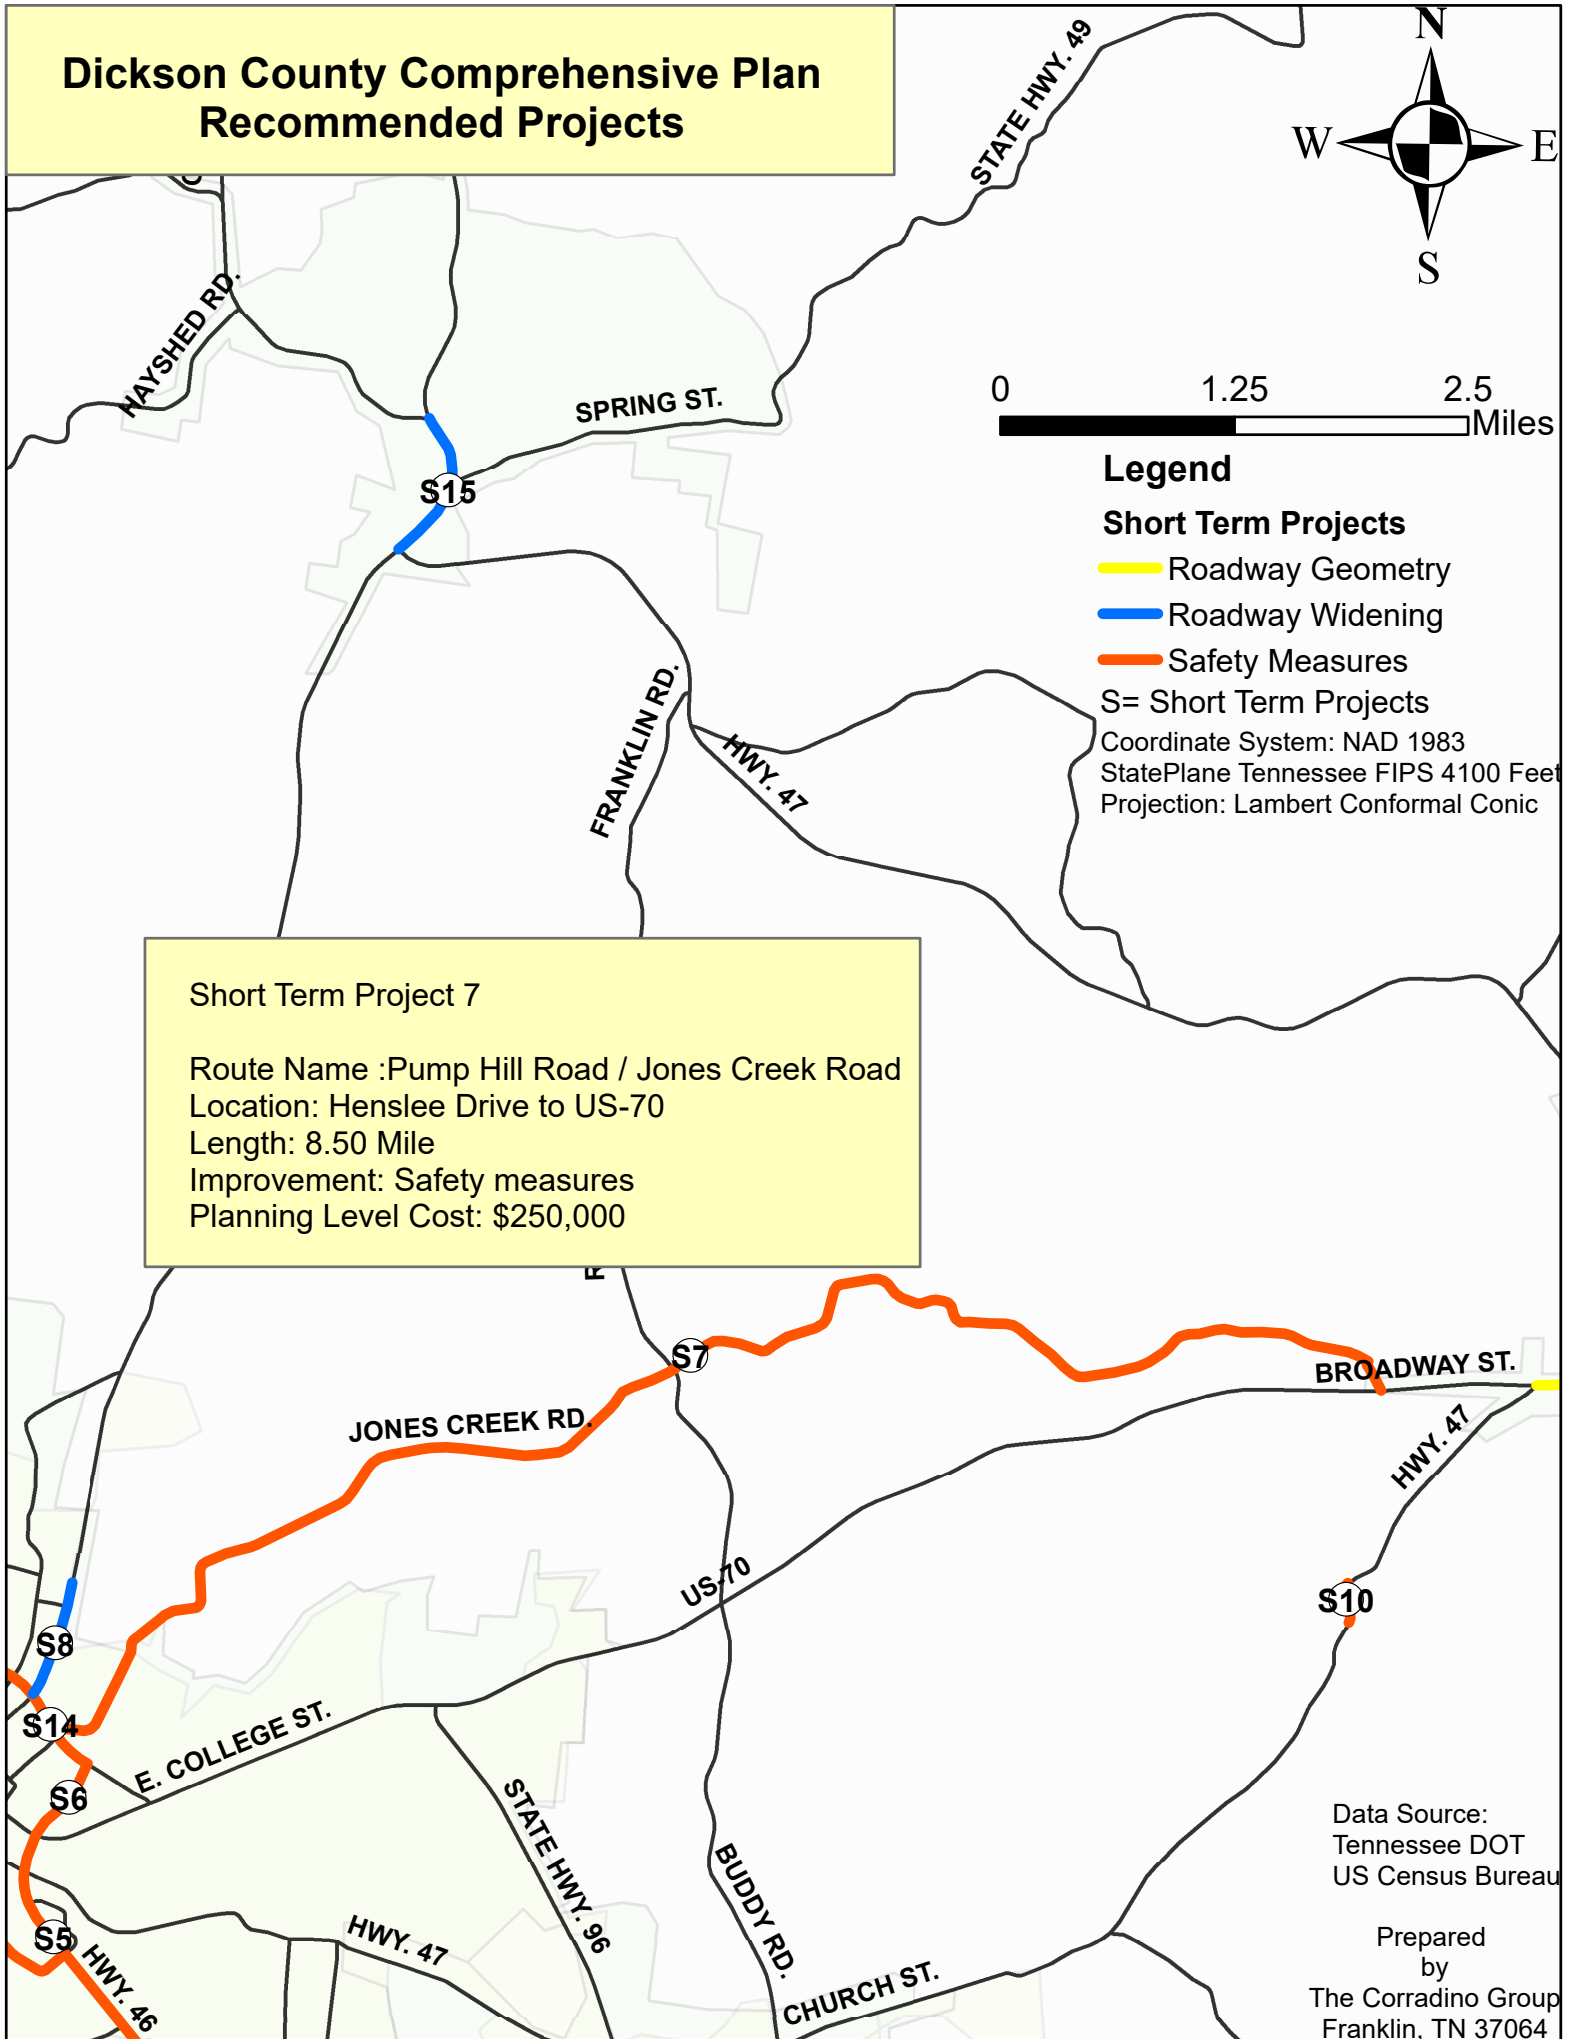 Dickson County Comprehensive Plan
Recommended Projects
N
W
E
S
STATE HWY. 49
HAYSHED RD.
SPRING ST.
0 1.25 2.5
Miles
S15
Legend
Short Term Projects
Roadway Geometry
Roadway Widening
Safety Measures
S= Short Term Projects
Coordinate System: NAD 1983
StatePlane Tennessee FIPS 4100 Feet
Projection: Lambert Conformal Conic
FRANKLIN RD.
HWY. 47
Short Term Project 7
Route Name :Pump Hill Road / Jones Creek Road
Location: Henslee Drive to US-70
Length: 8.50 Mile
Improvement: Safety measures
Planning Level Cost: $250,000
S7
BROADWAY ST.
JONES CREEK RD.
HWY. 47
US-70
S10
S8
S14
E. COLLEGE ST.
S6
STATE HWY. 96
BUDDY RD.
S5
HWY. 46
HWY. 47
CHURCH ST.
Data Source:
Tennessee DOT
US Census Bureau
Prepared
by
The Corradino Group
Franklin, TN 37064